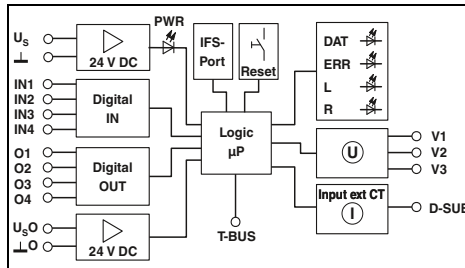 PWR
US
⊥
24 V DC
IFS-
Port
Reset
DAT
ERR
L
R
IN1
IN2
IN3
IN4
Digital
IN
Logic
µP
U
V1
V2
V3
O1
O2
O3
O4
Digital
OUT
Input ext CT
I
D-SUB
USO
⊥O
24 V DC
T-BUS